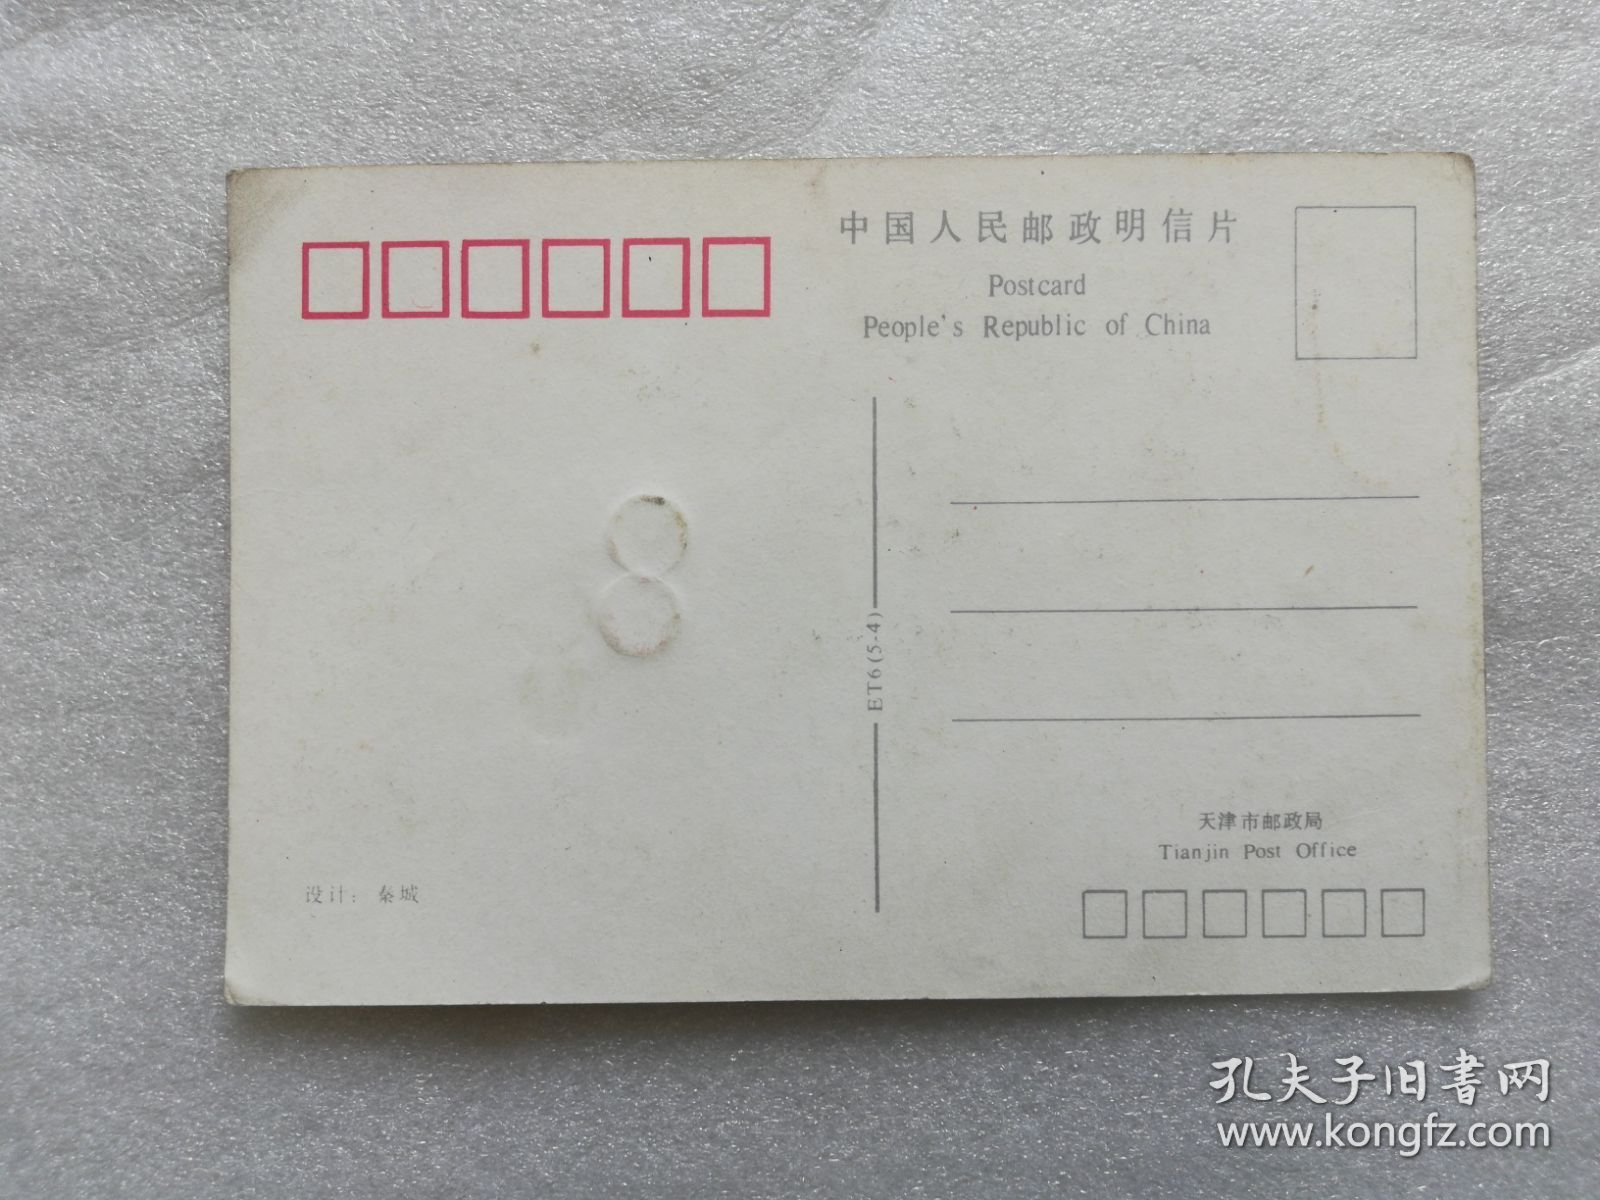 中国人民邮政明信片
Postcard
People's Republic of China
ET6(5-4)
设计：秦城
天津市邮政局
Tianjin Post Office
孔夫子旧书网
www.kongfz.com